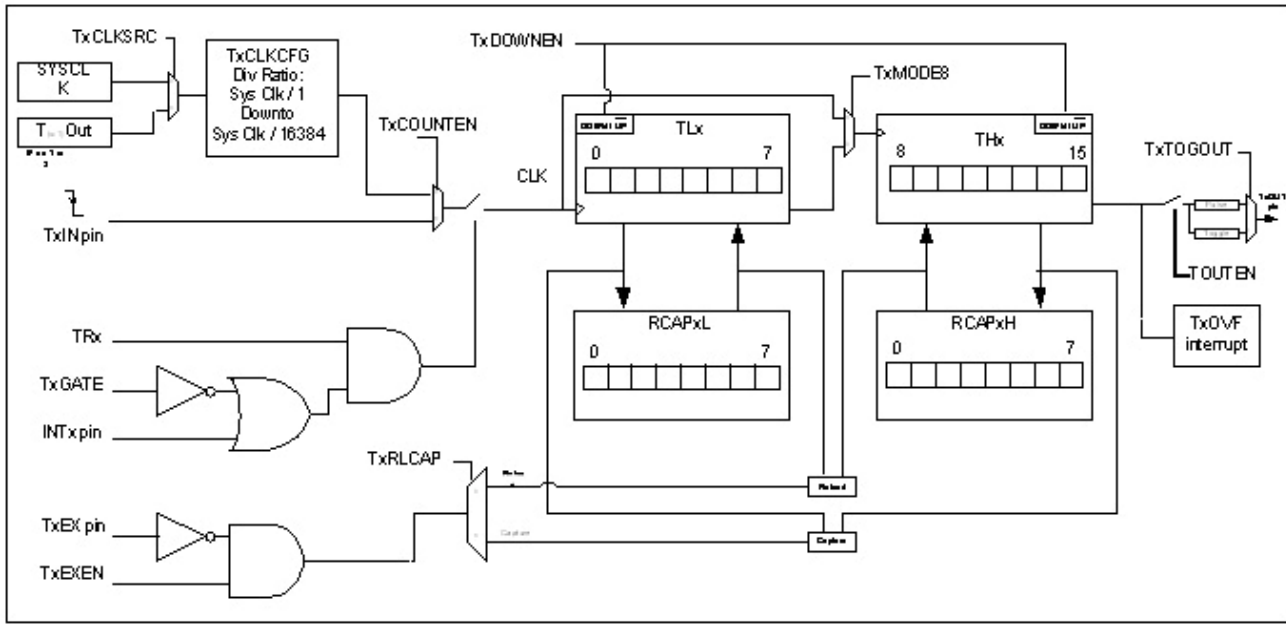 TxCLKSRC
SYSCL
K
Out
TxCLKCFG
Div Ratio:
Sys Clk / 1
Downto
Sys Clk / 16384
TxCOUNTEN
TxINpin
CLK
TxDOWNEN
TxMODE8
TLx
0 7
THx
8 15
TxTOGOUT
TOUTEN
TxOVF
interrupt
RCAPxL
0 7
RCAPxH
0 7
TRx
TxGATE
INTxpin
TxRLCAP
Reload
Capture
Capture
TxEX pin
TxEXEN